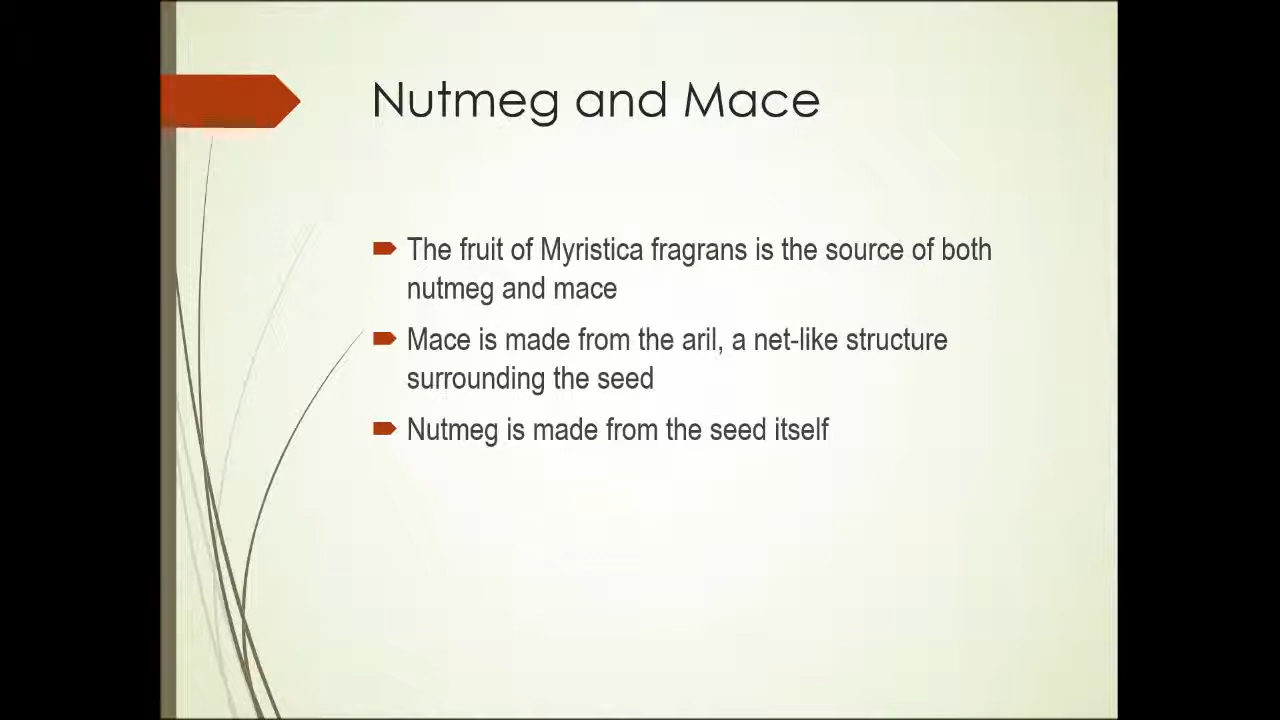 Nutmeg and Mace
The fruit of Myristica fragrans is the source of both
nutmeg and mace
Mace is made from the aril, a net-like structure
surrounding the seed
Nutmeg is made from the seed itself